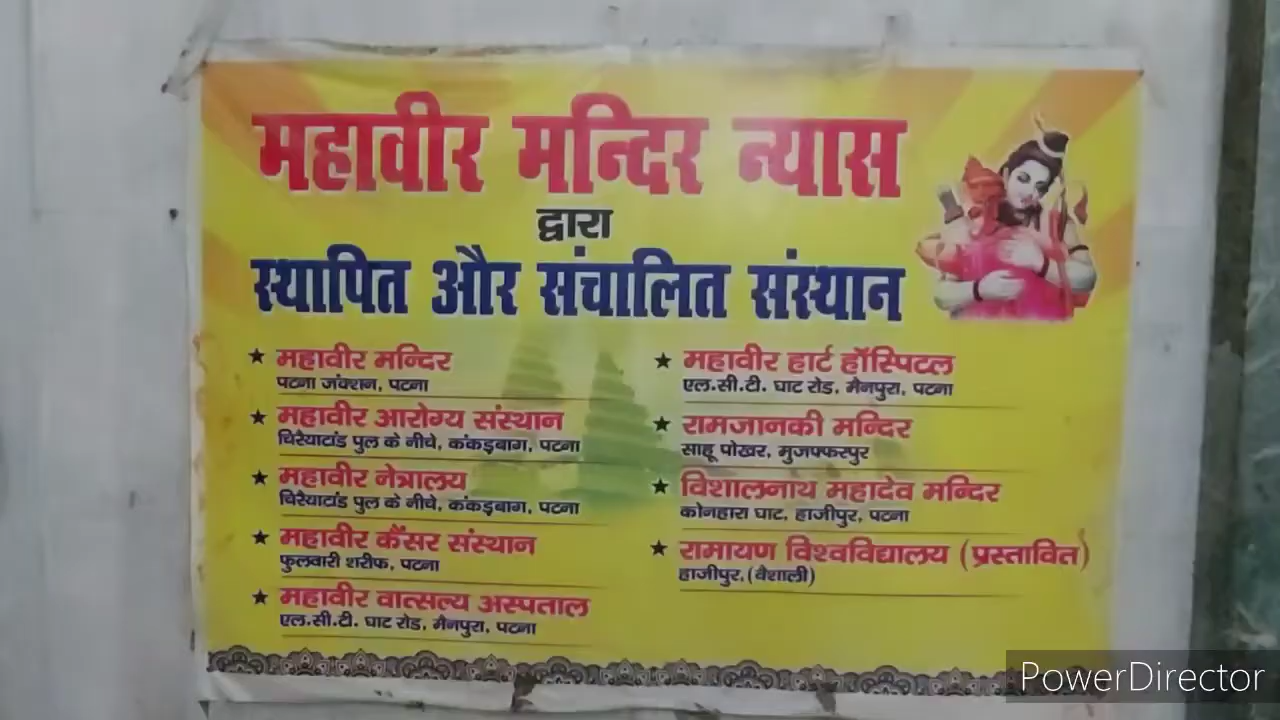 महावीर मन्दिर न्यास
द्वारा
स्थापित और संचालित संस्थान
★ महावीर मन्दिर
पटना जंक्शन, पटना
★ महावीर आरोग्य संस्थान
चिरैयाटांड पुल के नीचे, कंकड़बाग, पटना
★ महावीर नेत्रालय
चिरैयाटांड पुल के नीचे, कंकड़बाग, पटना
★ महावीर कैंसर संस्थान
फुलवारी शरीफ, पटना
★ महावीर वात्सल्य अस्पताल
एल.सी.टी. घाट रोड, मैनपुरा, पटना
★ महावीर हार्ट हॉस्पिटल
एल.सी.टी. घाट रोड, मैनपुरा, पटना
★ रामजानकी मन्दिर
साहू पोखर, मुजफ्फरपुर
★ विशालनाथ महादेव मन्दिर
कोनहारा घाट, हाजीपुर, पटना
★ रामायण विश्वविद्यालय (प्रस्तावित)
हाजीपुर,(वैशाली)
PowerDirector